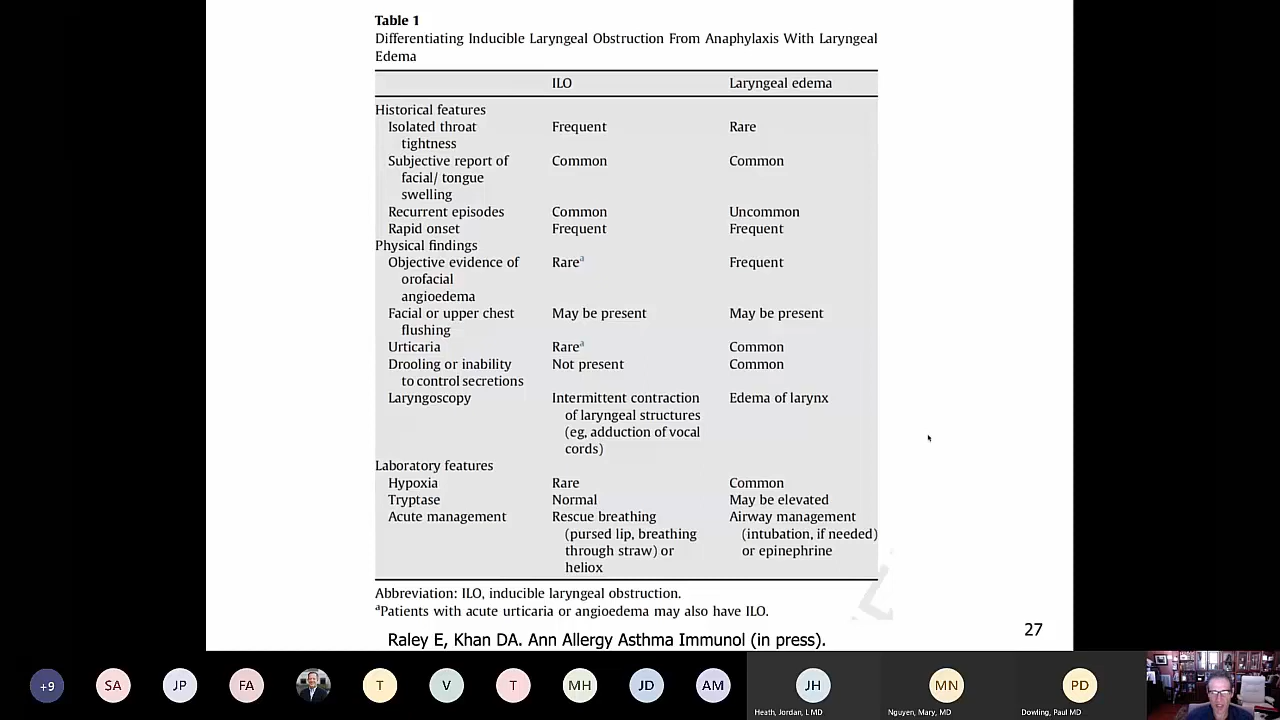 Table 1
Differentiating Inducible Laryngeal Obstruction From Anaphylaxis With Laryngeal
Edema
ILO Laryngeal edema
Historical features
Isolated throat Frequent Rare
tightness
Subjective report of Common Common
facial/ tongue
swelling
Recurrent episodes Common Uncommon
Rapid onset Frequent Frequent
Physical findings
Objective evidence of Rareᵃ Frequent
orofacial
angioedema
Facial or upper chest May be present May be present
flushing
Urticaria Rareᵃ Common
Drooling or inability Not present Common
to control secretions
Laryngoscopy Intermittent contraction Edema of larynx
of laryngeal structures
(eg, adduction of vocal
cords)
Laboratory features
Hypoxia Rare Common
Tryptase Normal May be elevated
Acute management Rescue breathing Airway management
(pursed lip, breathing (intubation, if needed)
through straw) or or epinephrine
heliox
Abbreviation: ILO, inducible laryngeal obstruction.
ᵃPatients with acute urticaria or angioedema may also have ILO.
Raley E, Khan DA. Ann Allergy Asthma Immunol (in press).
27
+9 SA JP FA T V T MH JD AM JH MN PD
Heath, Jordan, L MD Nguyen, Mary, MD Dowling, Paul MD